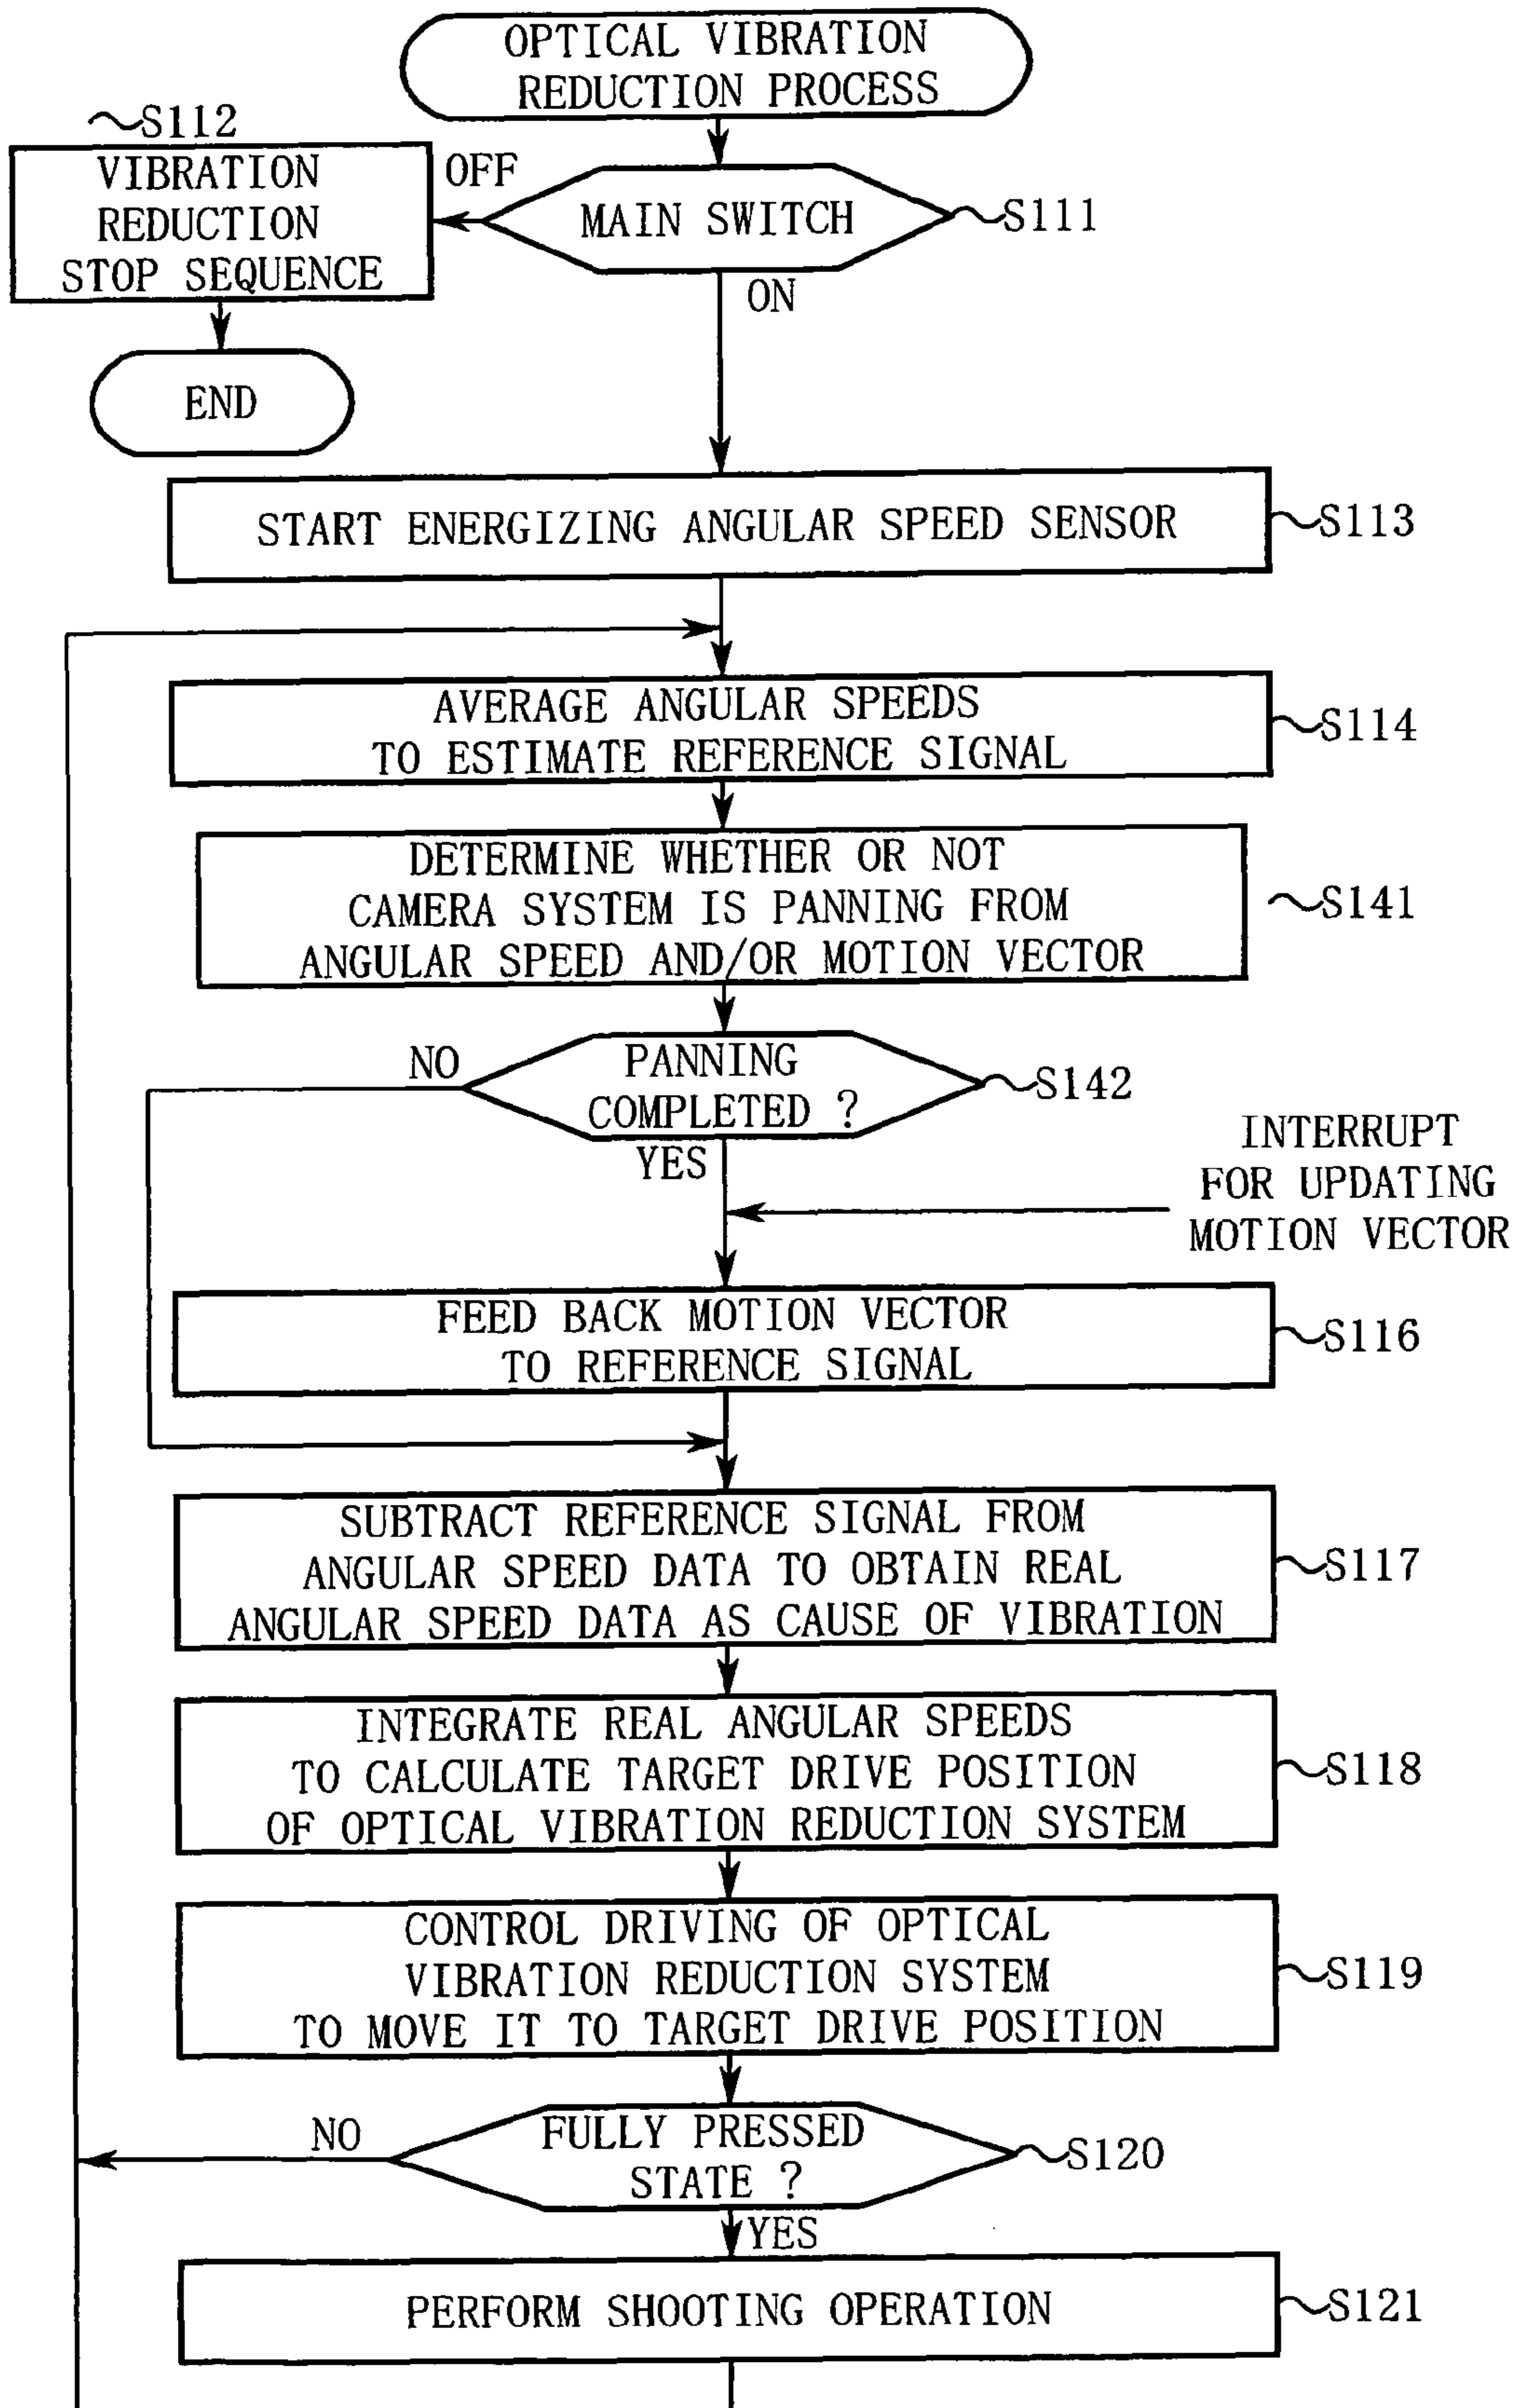 OPTICAL VIBRATION
REDUCTION PROCESS
S112
VIBRATION
REDUCTION
STOP SEQUENCE
OFF
MAIN SWITCH
S111
ON
END
START ENERGIZING ANGULAR SPEED SENSOR
S113
AVERAGE ANGULAR SPEEDS
TO ESTIMATE REFERENCE SIGNAL
S114
DETERMINE WHETHER OR NOT
CAMERA SYSTEM IS PANNING FROM
ANGULAR SPEED AND/OR MOTION VECTOR
S141
NO
PANNING
COMPLETED ?
S142
YES
INTERRUPT
FOR UPDATING
MOTION VECTOR
FEED BACK MOTION VECTOR
TO REFERENCE SIGNAL
S116
SUBTRACT REFERENCE SIGNAL FROM
ANGULAR SPEED DATA TO OBTAIN REAL
ANGULAR SPEED DATA AS CAUSE OF VIBRATION
S117
INTEGRATE REAL ANGULAR SPEEDS
TO CALCULATE TARGET DRIVE POSITION
OF OPTICAL VIBRATION REDUCTION SYSTEM
S118
CONTROL DRIVING OF OPTICAL
VIBRATION REDUCTION SYSTEM
TO MOVE IT TO TARGET DRIVE POSITION
S119
NO
FULLY PRESSED
STATE ?
S120
YES
PERFORM SHOOTING OPERATION
S121